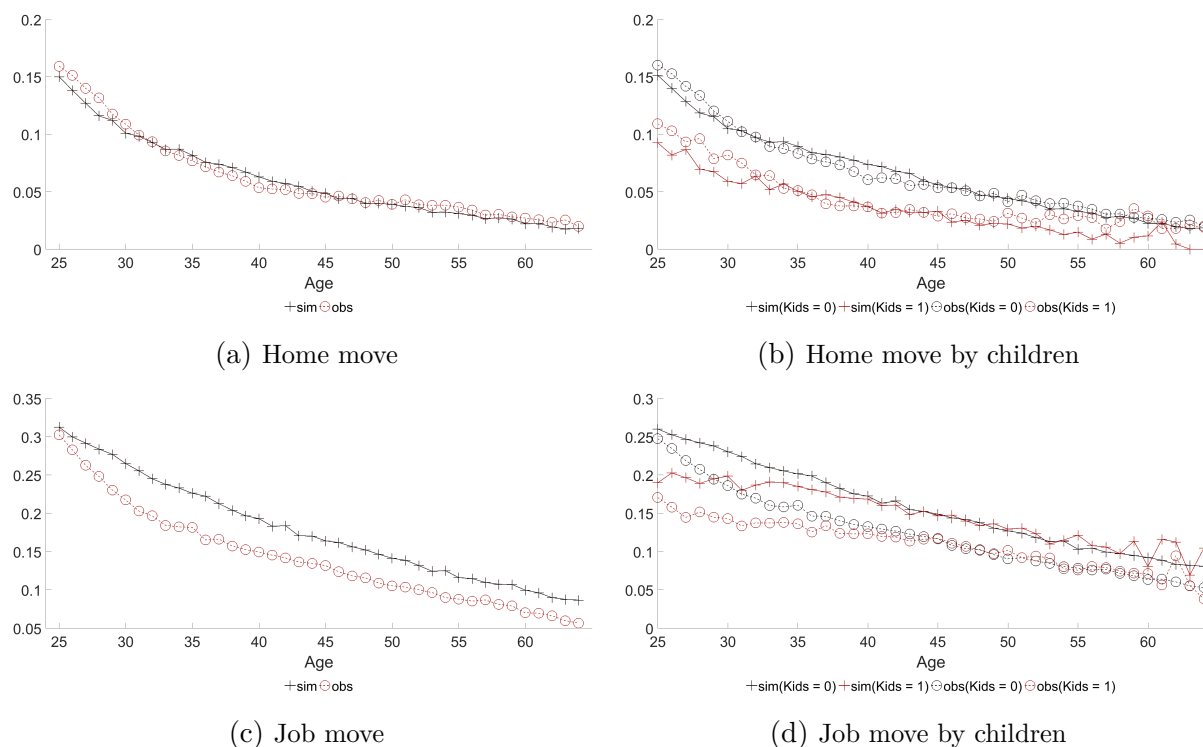 0.2
0.15
0.1
0.05
0
25 30 35 40 45 50 55 60
Age
sim obs
(a) Home move
0.2
0.15
0.1
0.05
0
25 30 35 40 45 50 55 60
Age
sim(Kids = 0) sim(Kids = 1) obs(Kids = 0) obs(Kids = 1)
(b) Home move by children
0.35
0.3
0.25
0.2
0.15
0.1
0.05
25 30 35 40 45 50 55 60
Age
sim obs
(c) Job move
0.3
0.25
0.2
0.15
0.1
0.05
0
25 30 35 40 45 50 55 60
Age
sim(Kids = 0) sim(Kids = 1) obs(Kids = 0) obs(Kids = 1)
(d) Job move by children